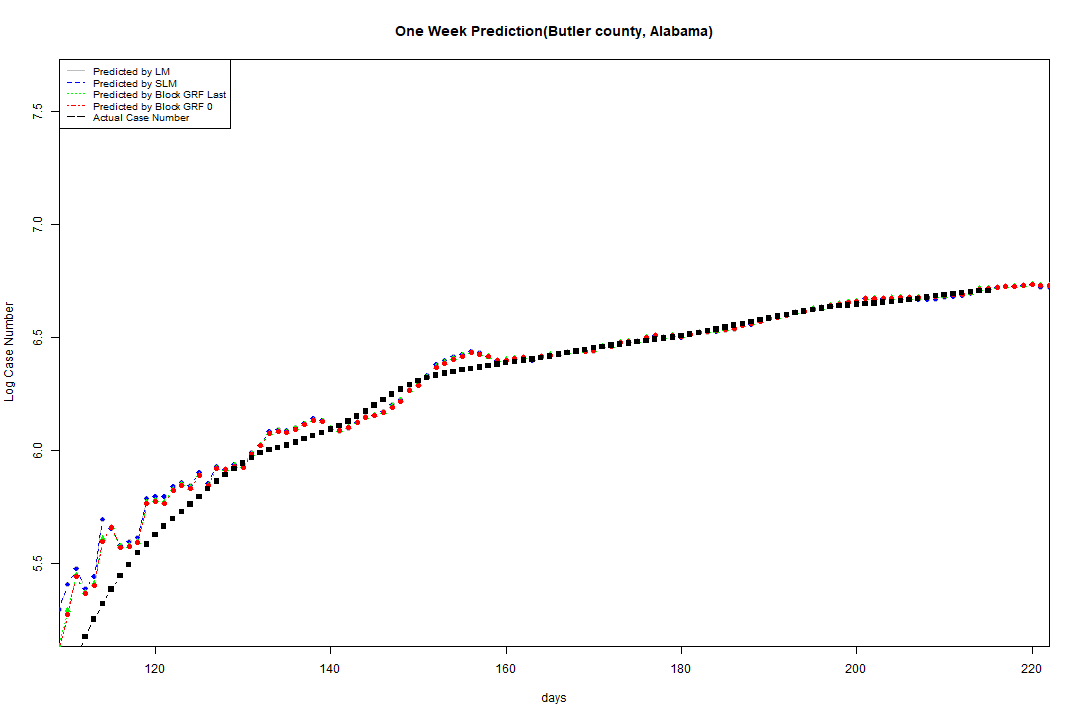 One Week Prediction(Butler county, Alabama)
Predicted by LM
Predicted by SLM
Predicted by Block GRF Last
Predicted by Block GRF 0
Actual Case Number
7.5
7.0
6.5
6.0
5.5
Log Case Number
120 140 160 180 200 220
days